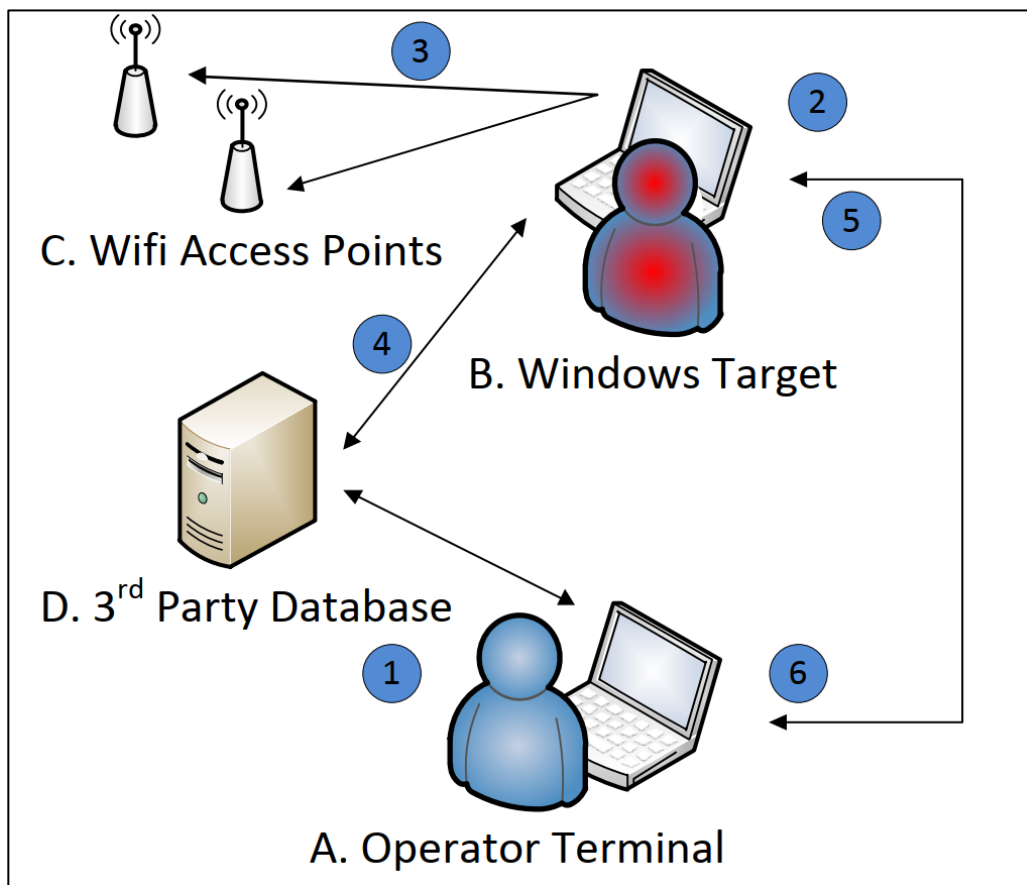 3
2
C. Wifi Access Points
5
4
B. Windows Target
D. 3rd Party Database
1
6
A. Operator Terminal